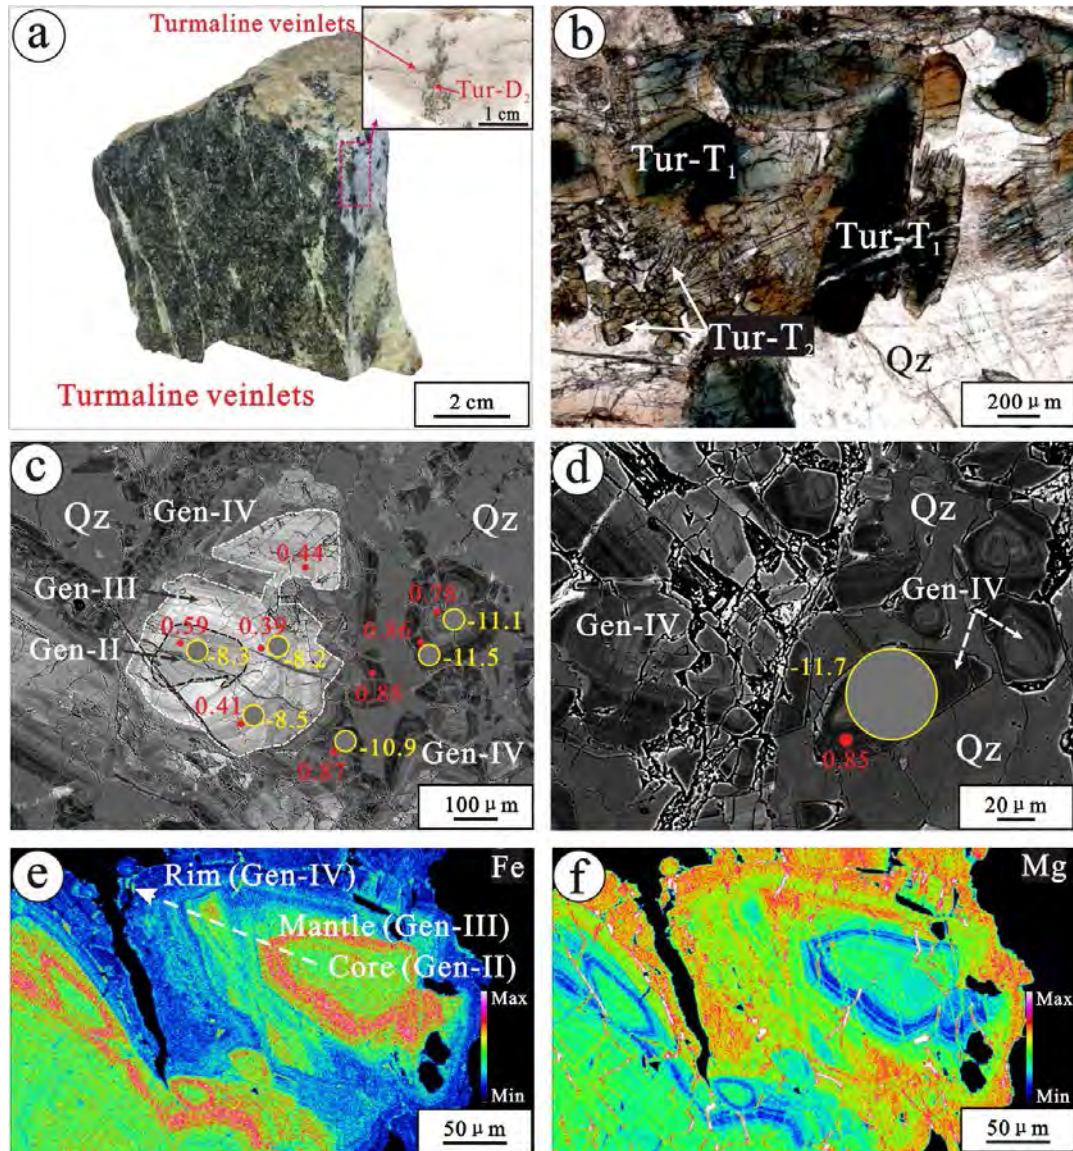 a
Turmaline veinlets
Tur-D2
1 cm
Turmaline veinlets
2 cm
b
Tur-T1
Tur-T1
Tur-T2
Qz
200 μm
c
Qz
Gen-IV
Qz
0.44
Gen-III
0.78
-11.1
0.59
0.39
0.86
Gen-II
-8.3
-8.2
-11.5
0.88
0.41
-8.5
-10.9
Gen-IV
0.87
100 μm
d
Qz
Gen-IV
Gen-IV
-11.7
Qz
0.85
20 μm
e
Fe
Rim (Gen-IV)
Mantle (Gen-III)
Core (Gen-II)
Max
Min
50 μm
f
Mg
Max
Min
50 μm